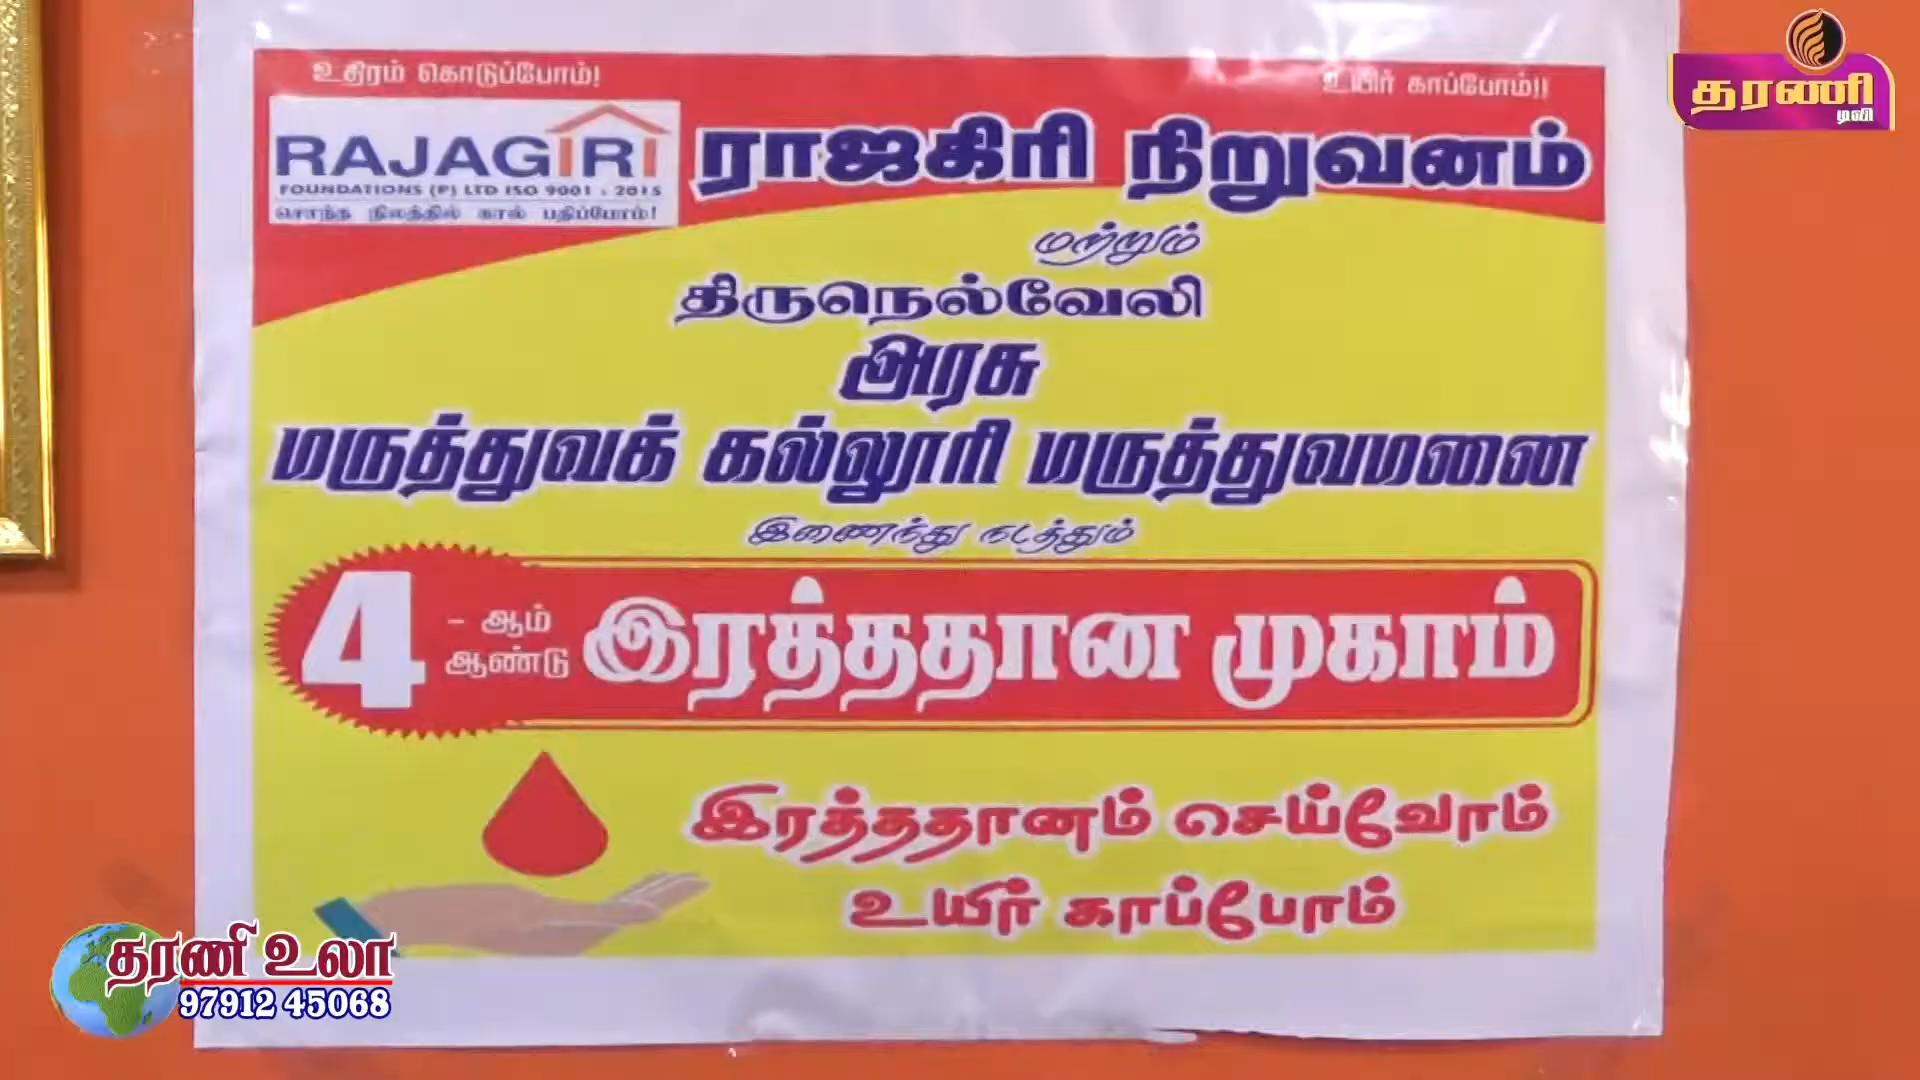 உதிரம் கொடுப்போம்!
உயிர் காப்போம்!!
தரணி
டிவி
RAJAGIRI
FOUNDATIONS (P) LTD ISO 9001 : 2015
சொந்த நிலத்தில் கால் பதிப்போம்!
ராஜகிரி நிறுவனம்
மற்றும்
திருநெல்வேலி
அரசு
மருத்துவக் கல்லூரி மருத்துவமனை
இணைந்து நடத்தும்
4 - ஆம்
ஆண்டு
இரத்ததான முகாம்
இரத்ததானம் செய்வோம்
உயிர் காப்போம்
தரணி உலா
97912 45068